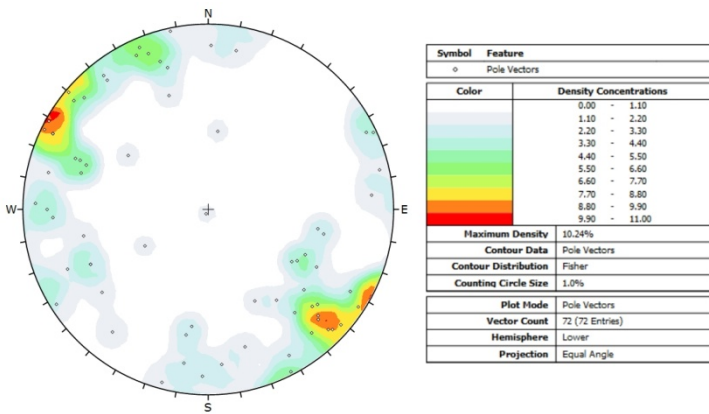 N
W
E
S
Symbol Feature
Pole Vectors
Color Density Concentrations
0.00 - 1.10
1.10 - 2.20
2.20 - 3.30
3.30 - 4.40
4.40 - 5.50
5.50 - 6.60
6.60 - 7.70
7.70 - 8.80
8.80 - 9.90
9.90 - 11.00
Maximum Density 10.24%
Contour Data Pole Vectors
Contour Distribution Fisher
Counting Circle Size 1.0%
Plot Mode Pole Vectors
Vector Count 72 (72 Entries)
Hemisphere Lower
Projection Equal Angle